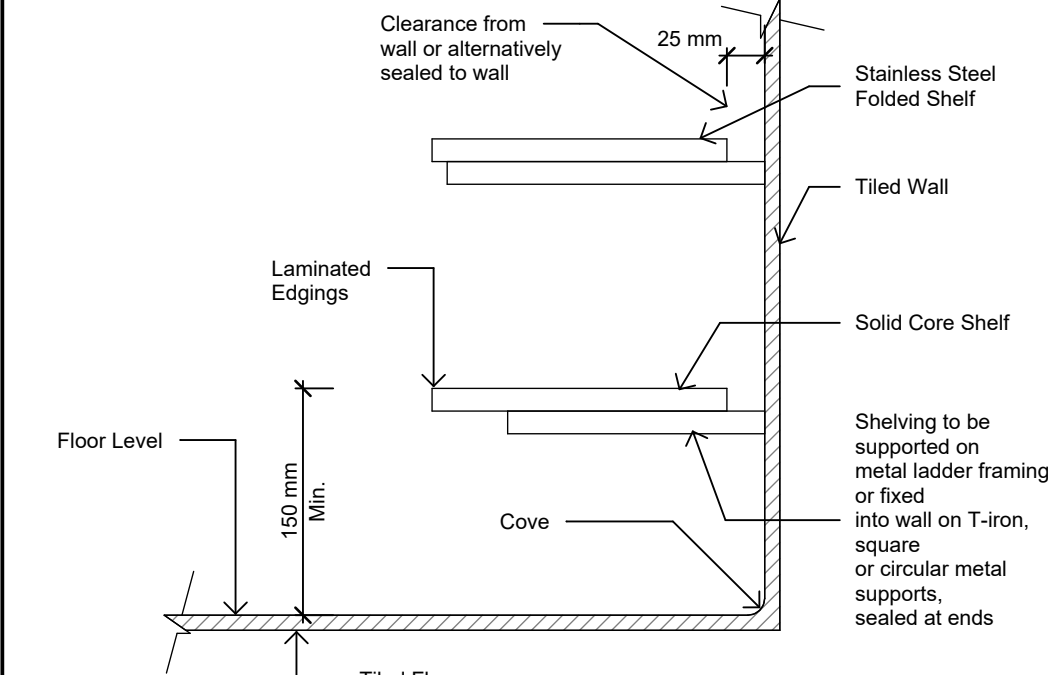 Clearance from
wall or alternatively
sealed to wall
25 mm
Stainless Steel
Folded Shelf
Tiled Wall
Laminated
Edgings
Solid Core Shelf
Floor Level
150 mm
Min.
Cove
Shelving to be
supported on
metal ladder framing
or fixed
into wall on T-iron,
square
or circular metal
supports,
sealed at ends